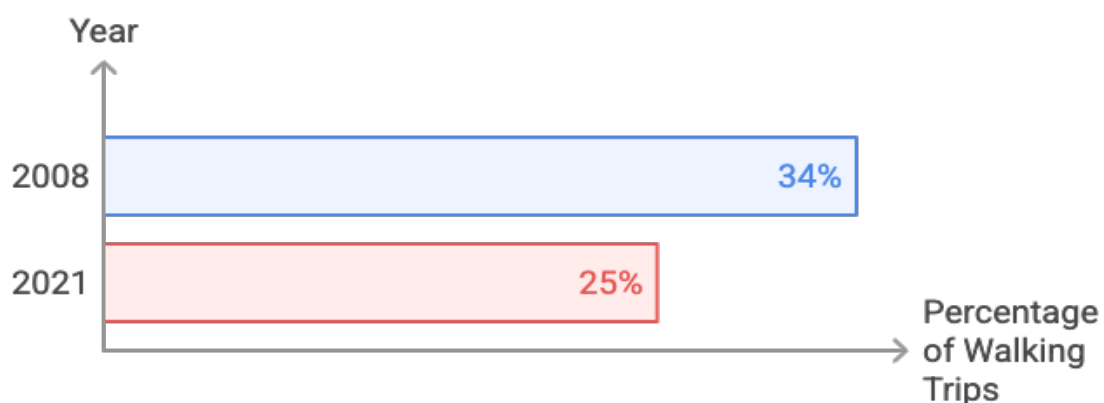 Year
2008
34%
2021
25%
Percentage
of Walking
Trips